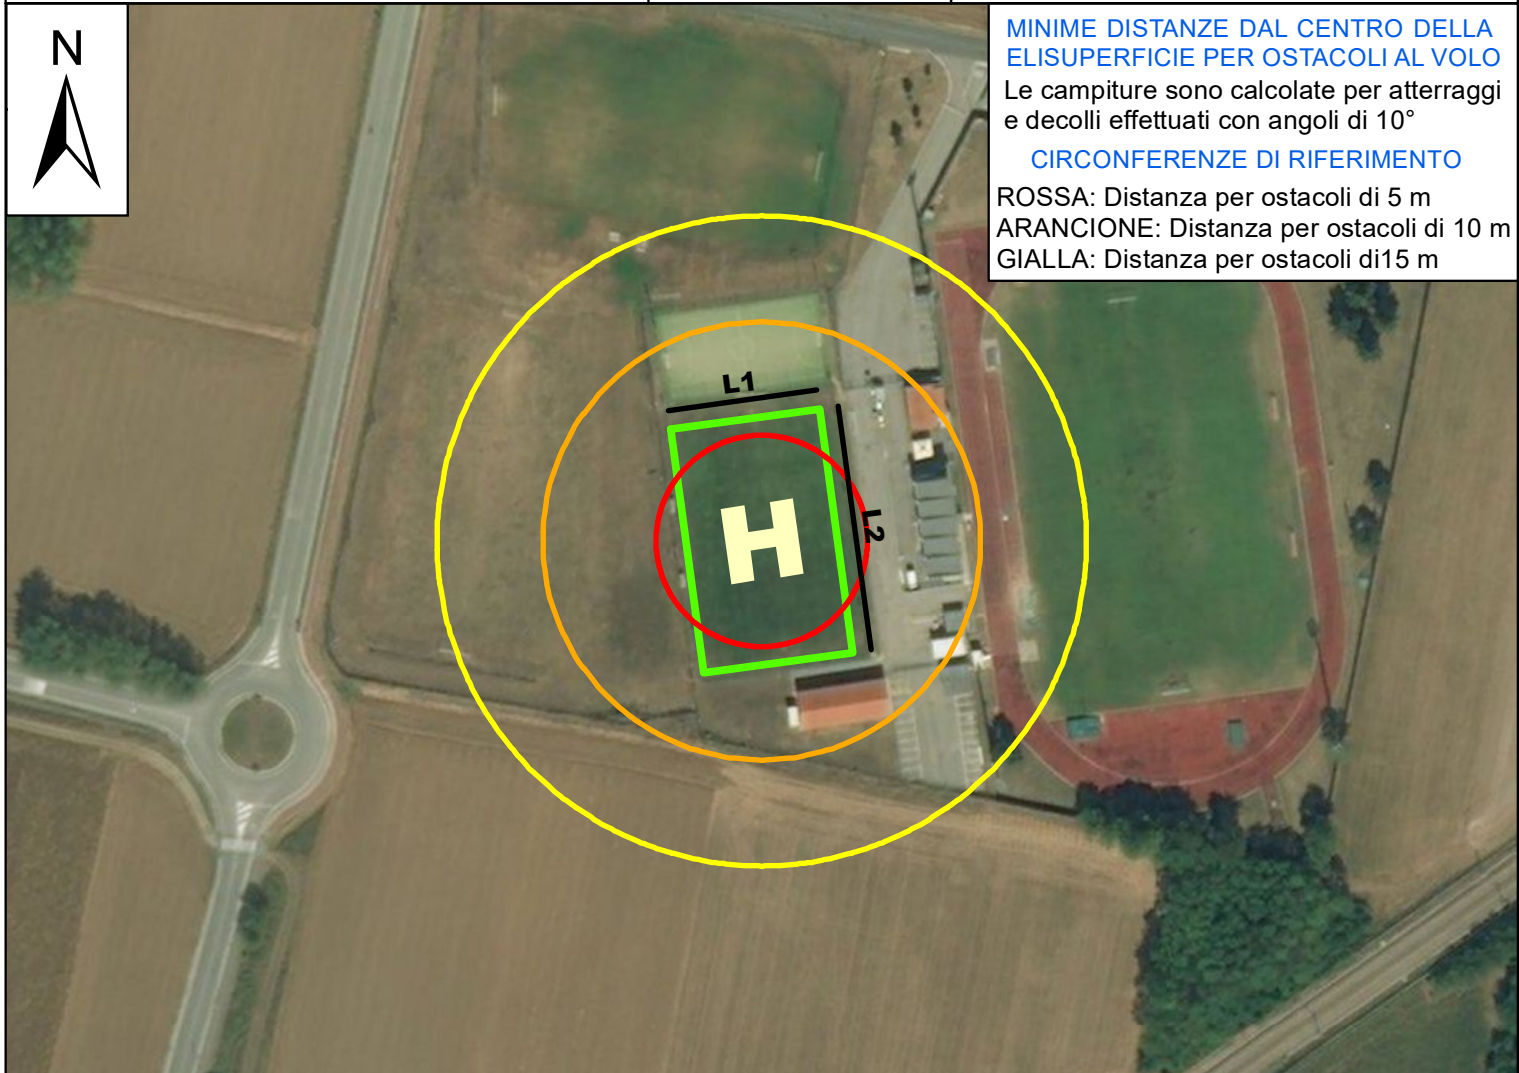 N
MINIME DISTANZE DAL CENTRO DELLA
ELISUPERFICIE PER OSTACOLI AL VOLO
Le campiture sono calcolate per atterraggi
e decolli effettuati con angoli di 10°
CIRCONFERENZE DI RIFERIMENTO
ROSSA: Distanza per ostacoli di 5 m
ARANCIONE: Distanza per ostacoli di 10 m
GIALLA: Distanza per ostacoli di15 m
L1
L2
H